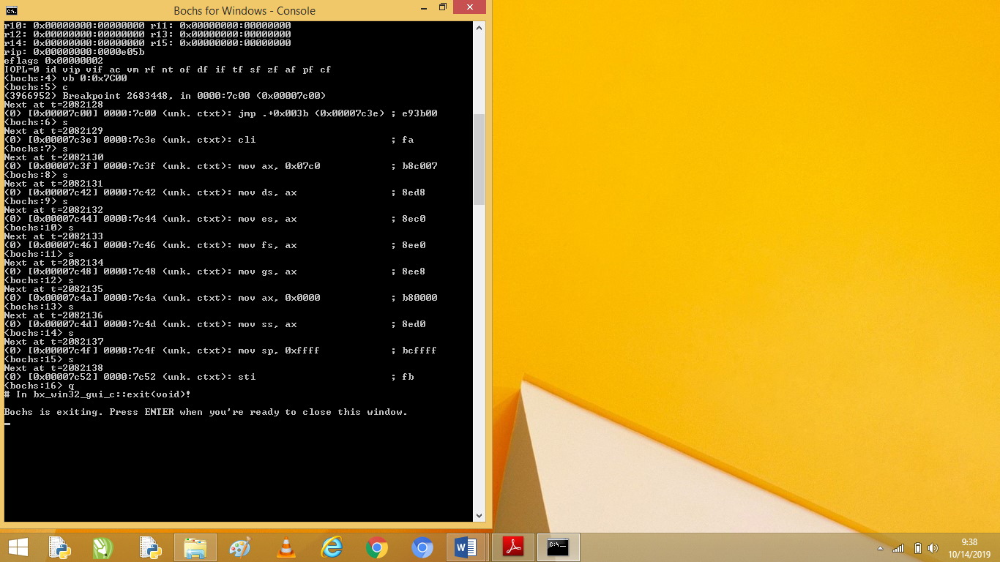 Bochs for Windows - Console
r10: 0x00000000:00000000 r11: 0x00000000:00000000
r12: 0x00000000:00000000 r13: 0x00000000:00000000
r14: 0x00000000:00000000 r15: 0x00000000:00000000
rip: 0x00000000:0000e05b
eflags 0x00000002
IOPL=0 id vip vif ac vm rf nt of df if tf sf zf af pf cf
<bochs:4> vb 0:0x7C00
<bochs:5> c
(3966952) Breakpoint 2683448, in 0000:7c00 (0x00007c00)
Next at t=2082128
(0) [0x00007c00] 0000:7c00 (unk. ctxt): jmp .+0x003b (0x00007c3e) ; e93b00
<bochs:6> s
Next at t=2082129
(0) [0x00007c3e] 0000:7c3e (unk. ctxt): cli ; fa
<bochs:7> s
Next at t=2082130
(0) [0x00007c3f] 0000:7c3f (unk. ctxt): mov ax, 0x07c0 ; b8c007
<bochs:8> s
Next at t=2082131
(0) [0x00007c42] 0000:7c42 (unk. ctxt): mov ds, ax ; 8ed8
<bochs:9> s
Next at t=2082132
(0) [0x00007c44] 0000:7c44 (unk. ctxt): mov es, ax ; 8ec0
<bochs:10> s
Next at t=2082133
(0) [0x00007c46] 0000:7c46 (unk. ctxt): mov fs, ax ; 8ee0
<bochs:11> s
Next at t=2082134
(0) [0x00007c48] 0000:7c48 (unk. ctxt): mov gs, ax ; 8ee8
<bochs:12> s
Next at t=2082135
(0) [0x00007c4a] 0000:7c4a (unk. ctxt): mov ax, 0x0000 ; b80000
<bochs:13> s
Next at t=2082136
(0) [0x00007c4d] 0000:7c4d (unk. ctxt): mov ss, ax ; 8ed0
<bochs:14> s
Next at t=2082137
(0) [0x00007c4f] 0000:7c4f (unk. ctxt): mov sp, 0xffff ; bcffff
<bochs:15> s
Next at t=2082138
(0) [0x00007c52] 0000:7c52 (unk. ctxt): sti ; fb
<bochs:16> q
# In bx_win32_gui_c::exit(void)!
Bochs is exiting. Press ENTER when you're ready to close this window.
9:38
10/14/2019